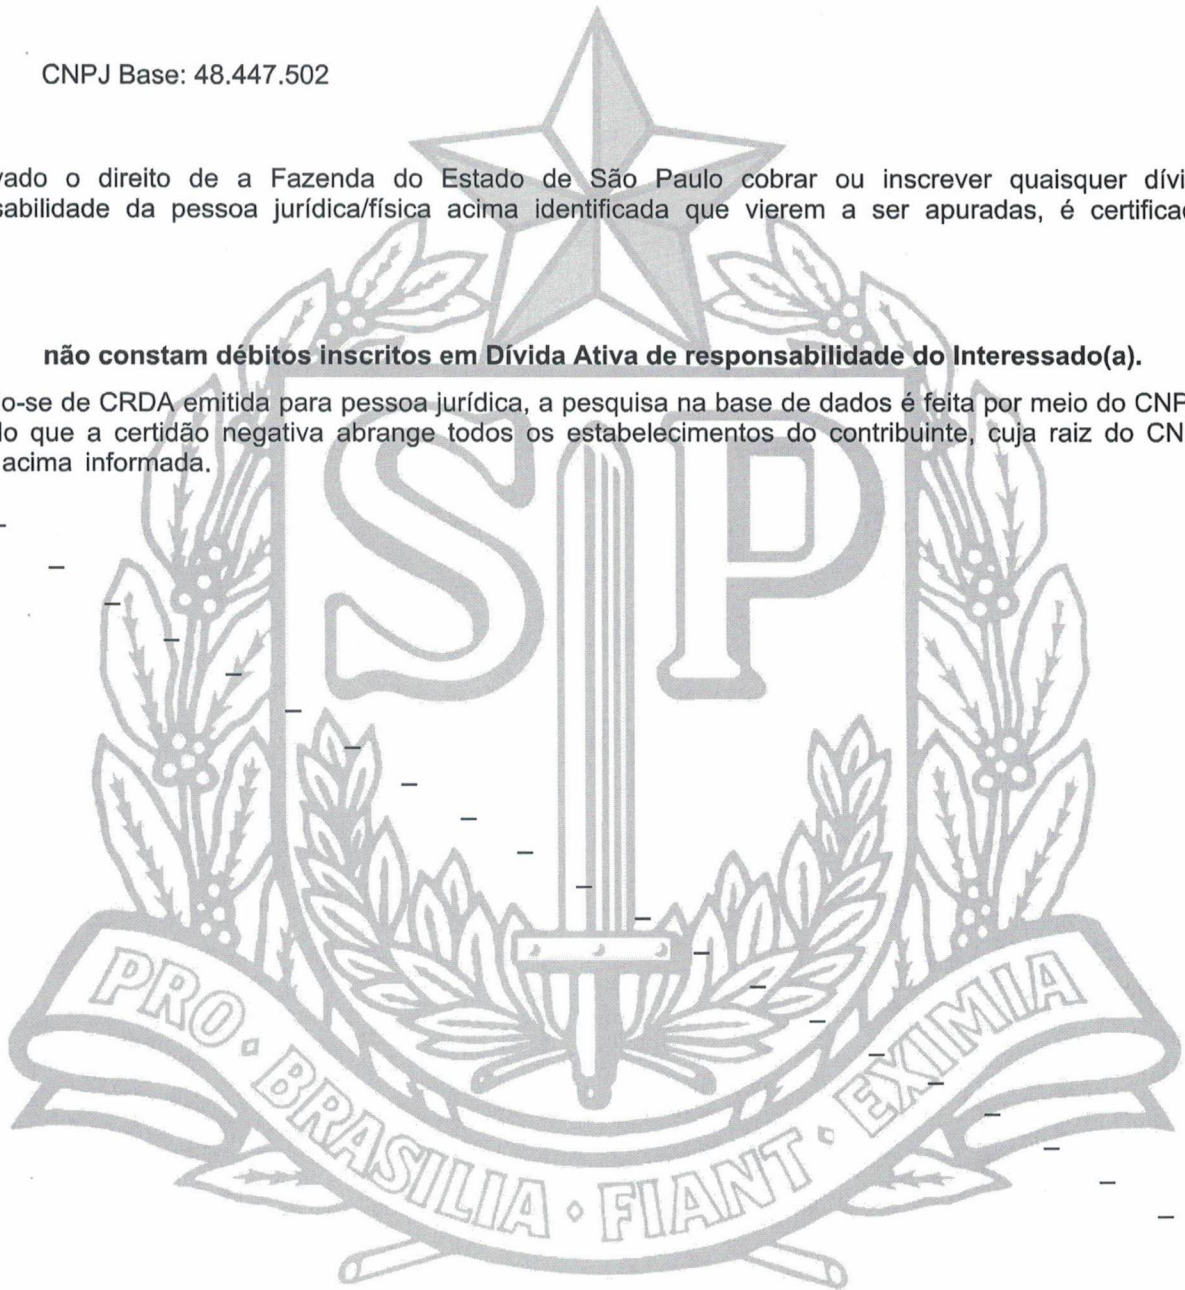 CNPJ Base: 48.447.502
vado o direito de a Fazenda do Estado de São Paulo cobrar ou inscrever quaisquer dívi
sabilidade da pessoa jurídica/física acima identificada que vierem a ser apuradas, é certifica
não constam débitos inscritos em Dívida Ativa de responsabilidade do Interessado(a).
o-se de CRDA emitida para pessoa jurídica, a pesquisa na base de dados é feita por meio do CNP
do que a certidão negativa abrange todos os estabelecimentos do contribuinte, cuja raiz do CN
acima informada.
SP
PRO · BRASILIA · FIANT · EXIMIA